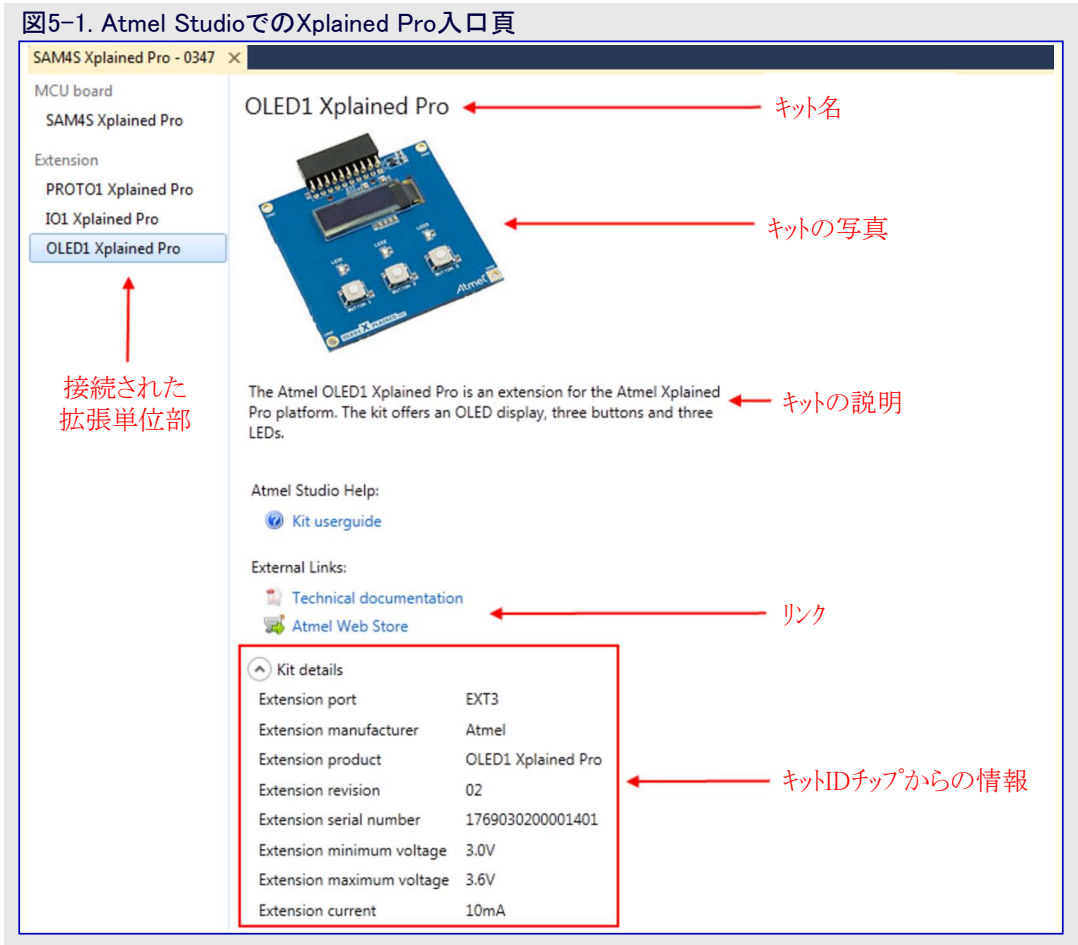 図5-1. Atmel StudioでのXplained Pro入口頁
SAM4S Xplained Pro - 0347
MCU board
SAM4S Xplained Pro
Extension
PROTO1 Xplained Pro
IO1 Xplained Pro
OLED1 Xplained Pro
接続された
拡張単位部
OLED1 Xplained Pro
キット名
キットの写真
Atmel
The Atmel OLED1 Xplained Pro is an extension for the Atmel Xplained
Pro platform. The kit offers an OLED display, three buttons and three
LEDs.
キットの説明
Atmel Studio Help:
Kit userguide
External Links:
Technical documentation
Atmel Web Store
リンク
Kit details
Extension port EXT3
Extension manufacturer Atmel
Extension product OLED1 Xplained Pro
Extension revision 02
Extension serial number 1769030200001401
Extension minimum voltage 3.0V
Extension maximum voltage 3.6V
Extension current 10mA
キットIDチップからの情報